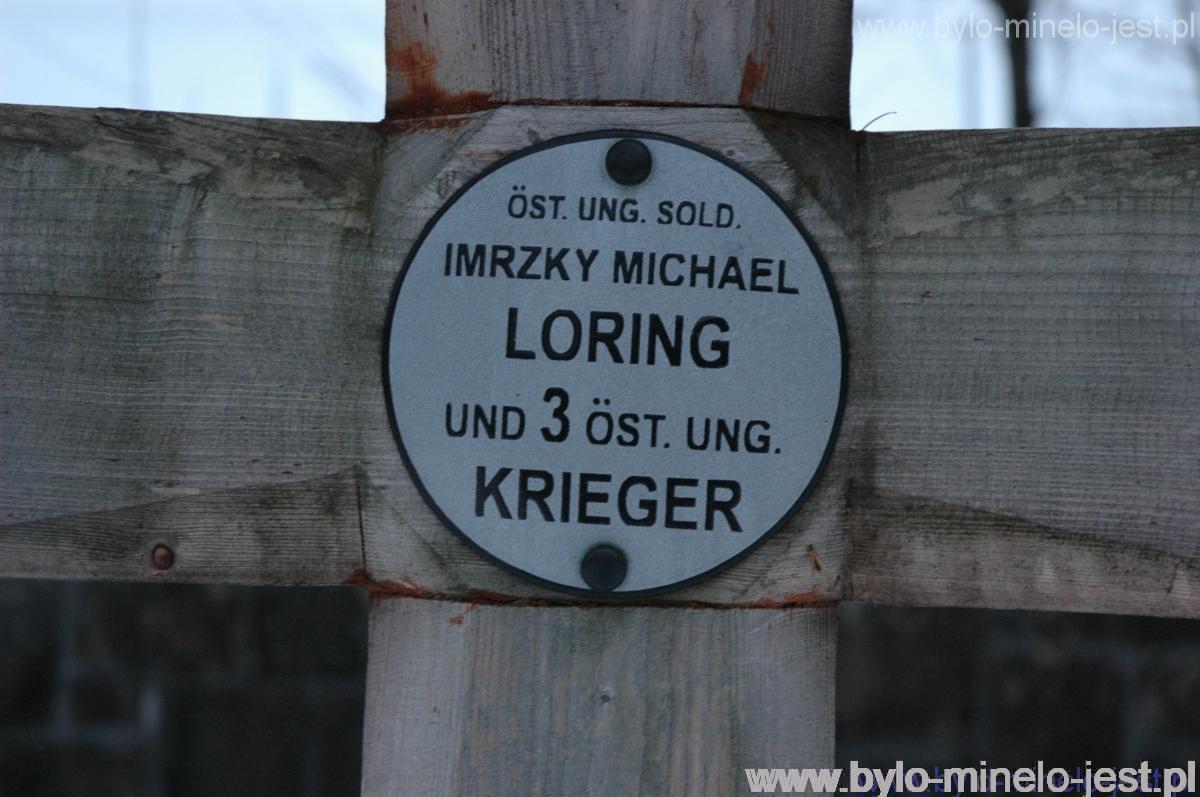 www.bylo-minelo-jest.pl
ÖST. UNG. SOLD.
IMRZKY MICHAEL
LORING
UND 3 ÖST. UNG.
KRIEGER
www.bylo-minelo-jest.pl